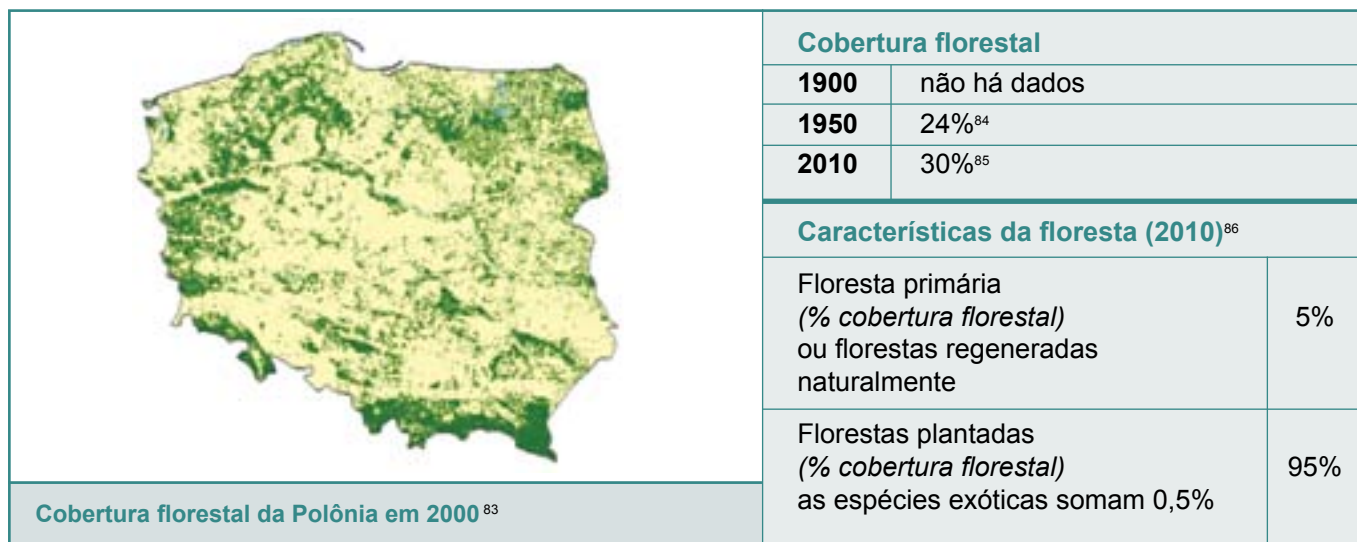 Cobertura florestal da Polônia em 2000 83
Cobertura florestal
1900 não há dados
1950 24%84
2010 30%85
Características da floresta (2010)86
Floresta primária
(% cobertura florestal)
ou florestas regeneradas
naturalmente
5%
Florestas plantadas
(% cobertura florestal)
as espécies exóticas somam 0,5%
95%